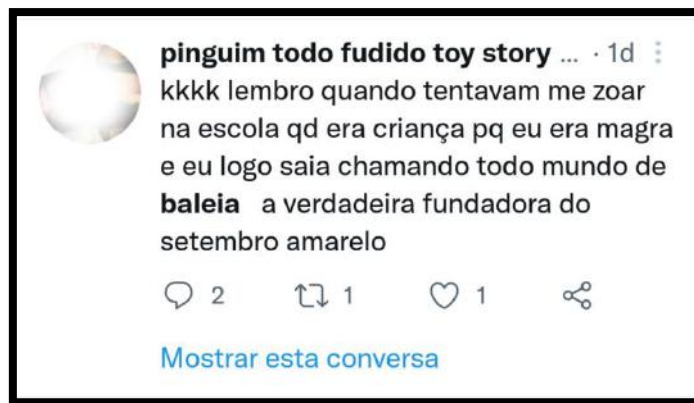 pinguim todo fudido toy story ... · 1d
kkkk lembro quando tentavam me zoar
na escola qd era criança pq eu era magra
e eu logo saia chamando todo mundo de
baleia a verdadeira fundadora do
setembro amarelo
2 1 1
Mostrar esta conversa